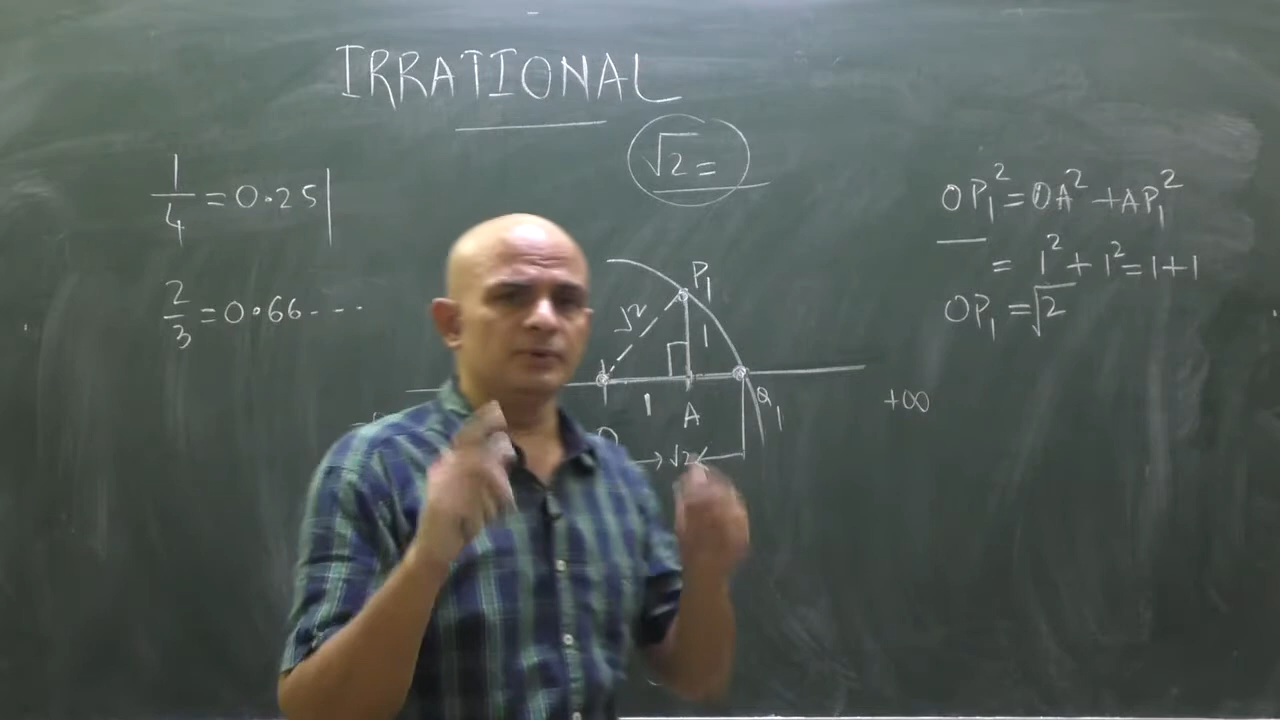 IRRATIONAL
√2 =
1/4 = 0.25
2/3 = 0.66---
OP₁² = OA² + AP₁²
= 1² + 1² = 1+1
OP₁ = √2
P₁
√2
1
1
A
Q₁
+∞
O
→ √2 ←